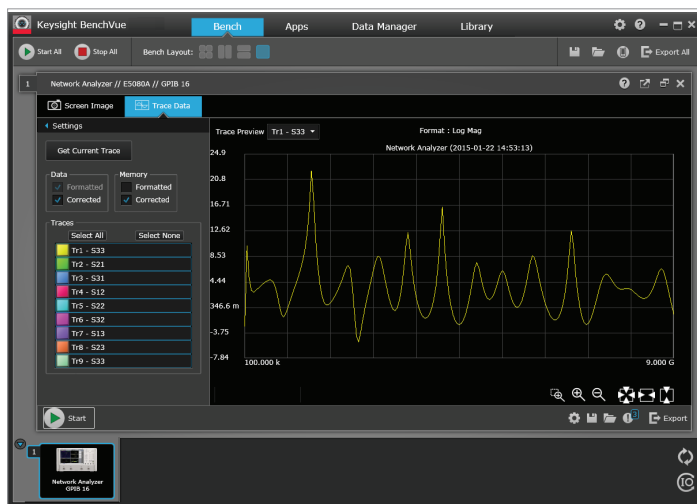 Keysight BenchVue
Bench Apps Data Manager Library
Start All Stop All Bench Layout: Export All
1 Network Analyzer // E5080A // GPIB 16
Screen Image Trace Data
Settings
Get Current Trace
Data Memory
Formatted Formatted
Corrected Corrected
Traces
Select All Select None
Tr1 - S33
Tr2 - S21
Tr3 - S31
Tr4 - S12
Tr5 - S22
Tr6 - S32
Tr7 - S13
Tr8 - S23
Tr9 - S33
Trace Preview Tr1 - S33 Format : Log Mag
Network Analyzer (2015-01-22 14:53:13)
24.9
20.8
16.71
12.62
8.53
4.44
346.6 m
-3.75
-7.84
100.000 k 9.000 G
Start 3 Export
1
Network Analyzer
GPIB 16